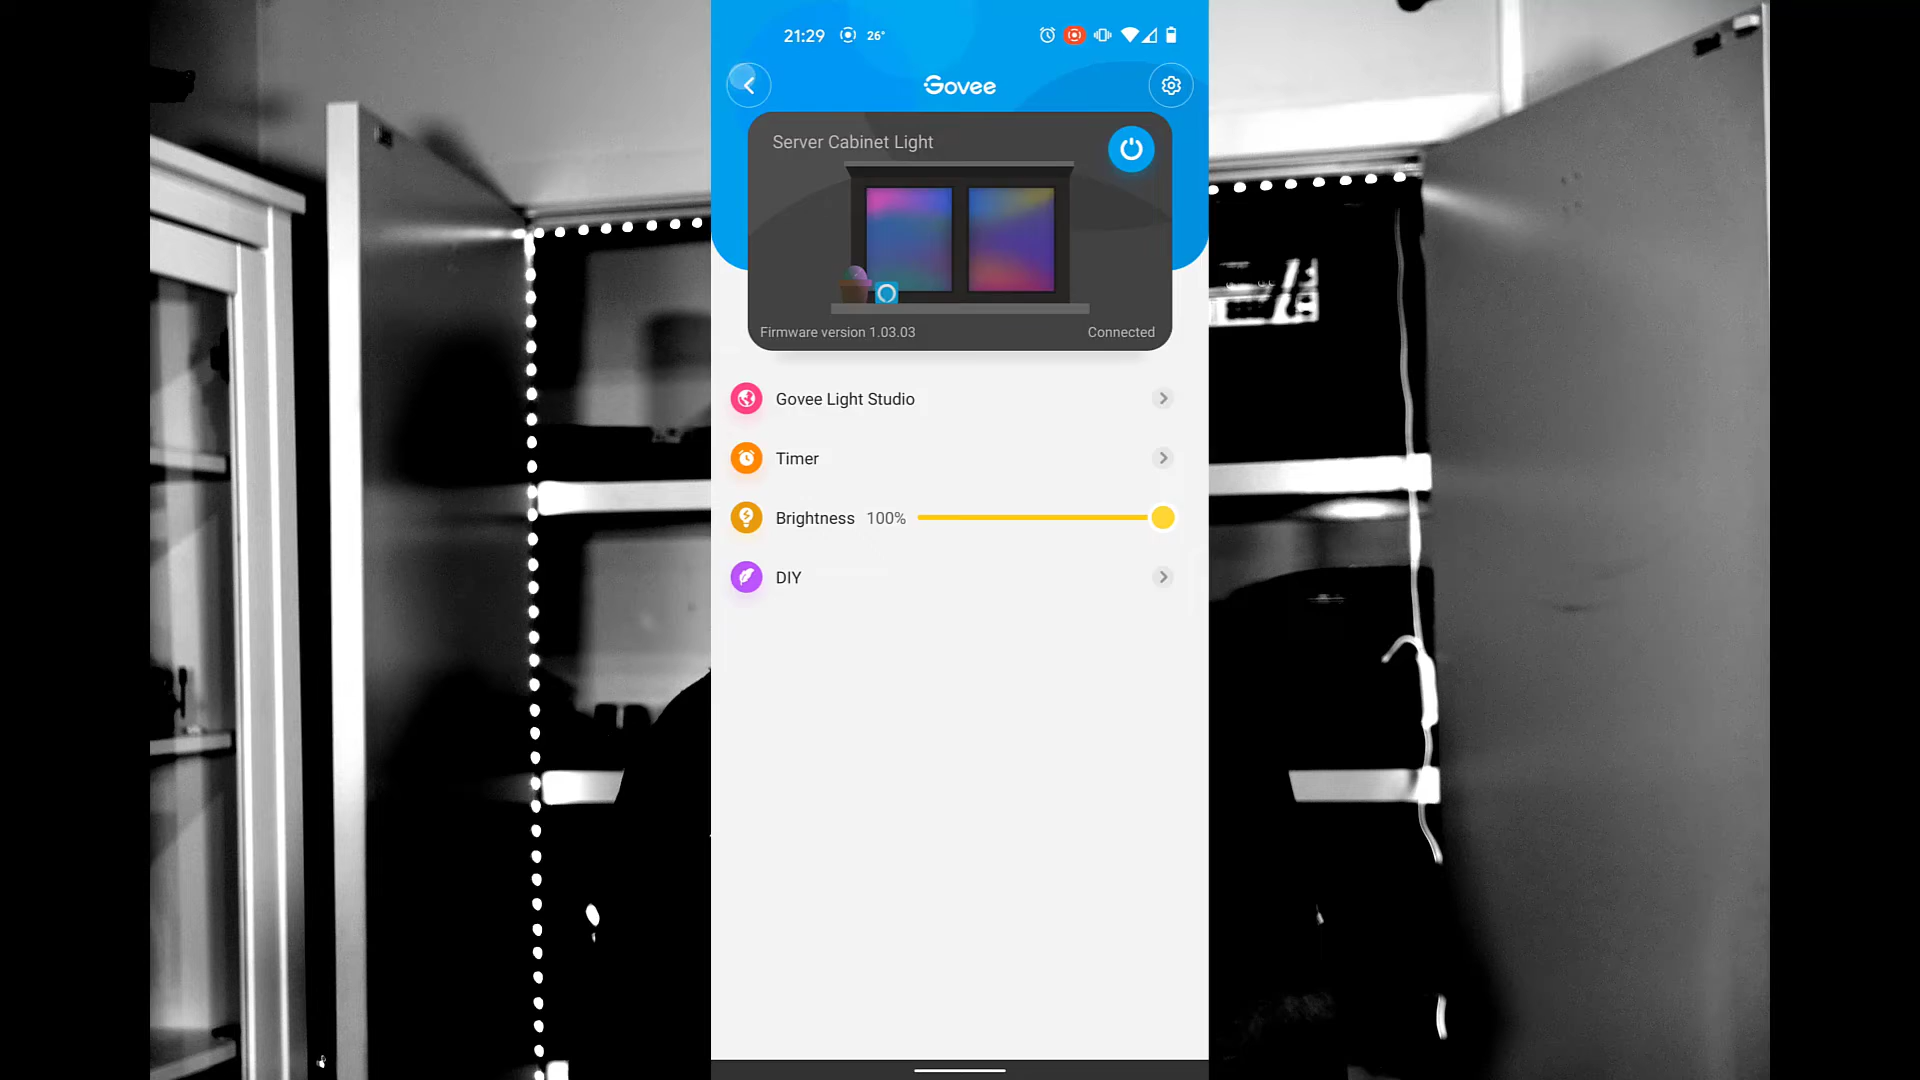 21:29 26°
Govee
Server Cabinet Light
Firmware version 1.03.03 Connected
Govee Light Studio
Timer
Brightness 100%
DIY